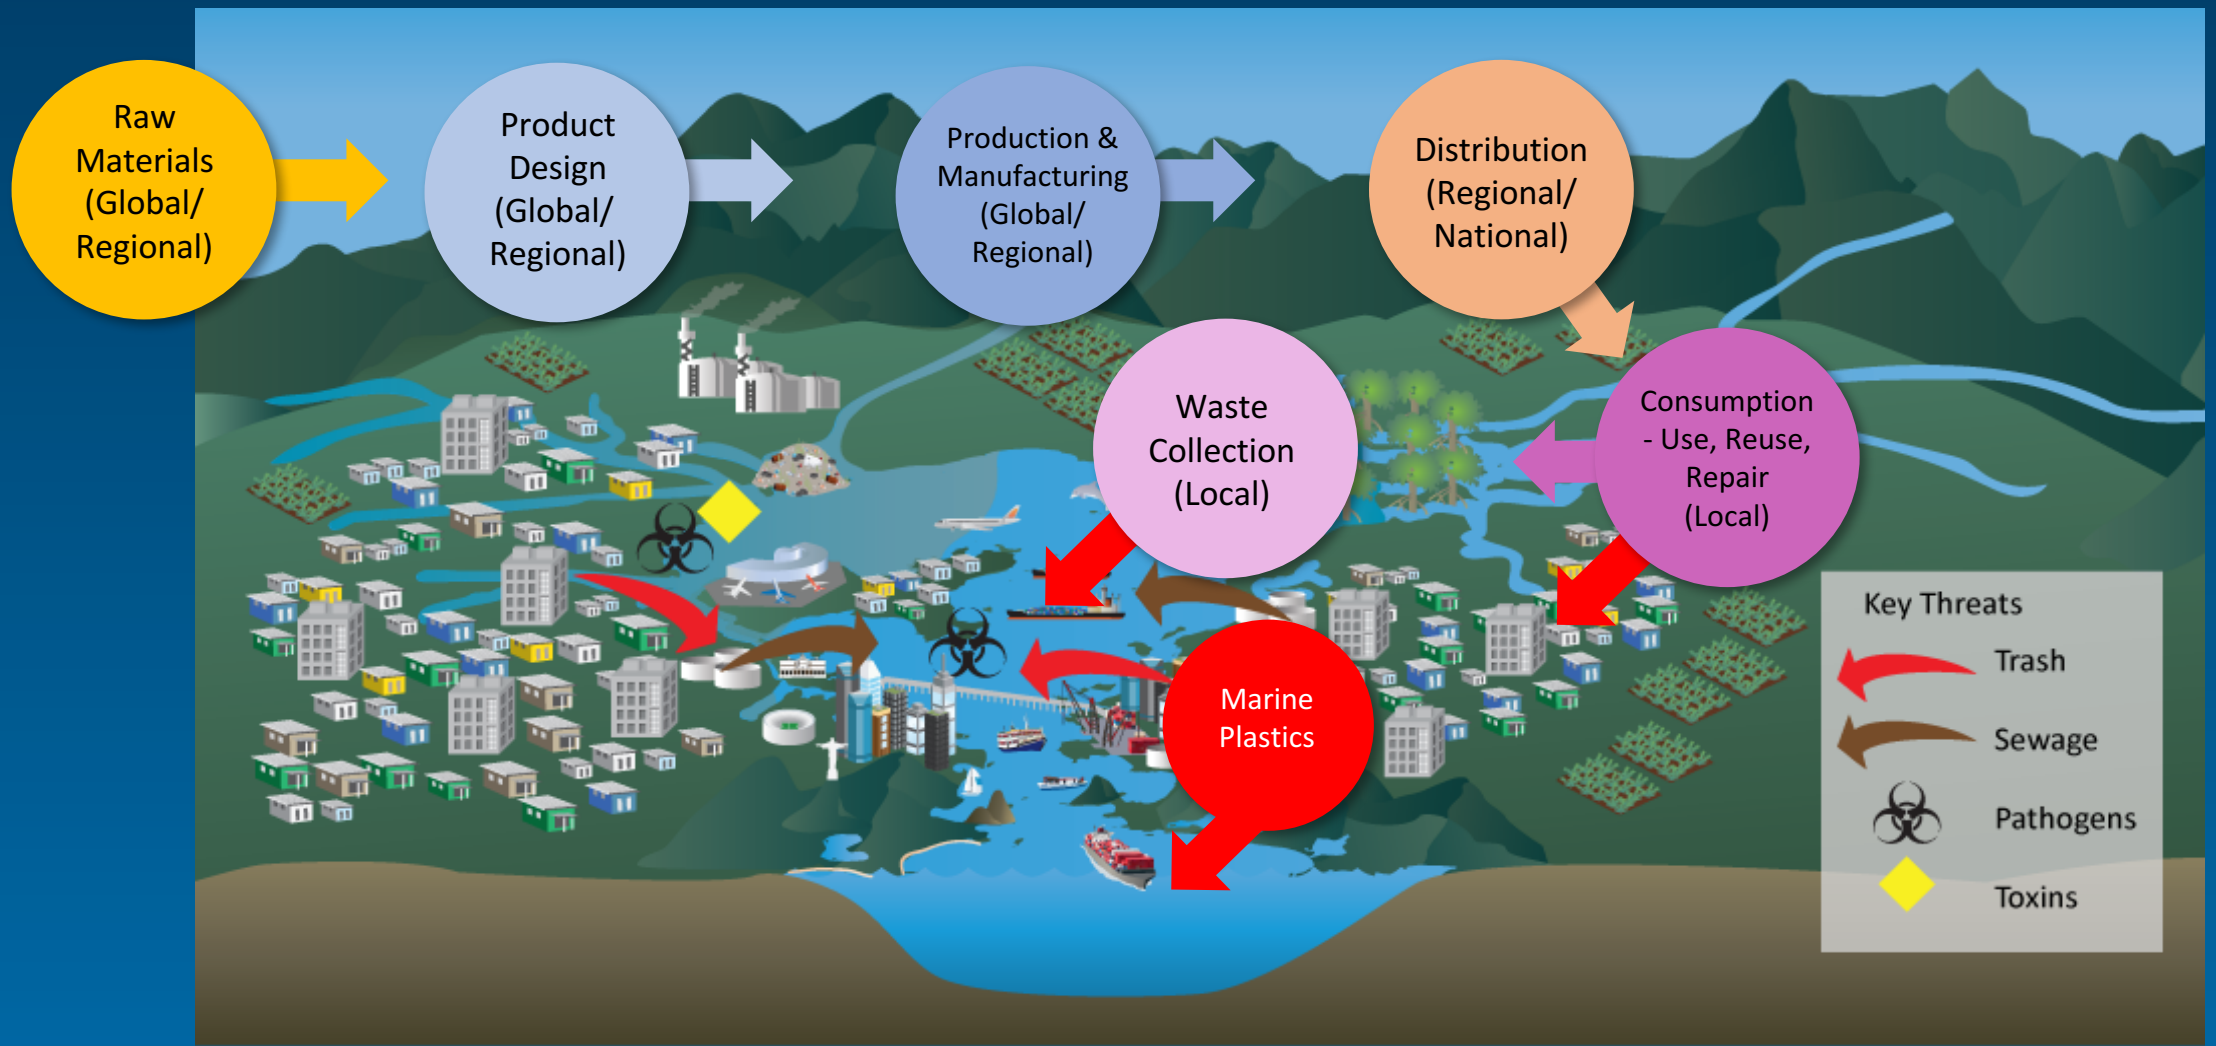 Raw
Materials
(Global/
Regional)
Product
Design
(Global/
Regional)
Production &
Manufacturing
(Global/
Regional)
Distribution
(Regional/
National)
Waste
Collection
(Local)
Consumption
- Use, Reuse,
Repair
(Local)
Marine
Plastics
Key Threats
Trash
Sewage
Pathogens
Toxins